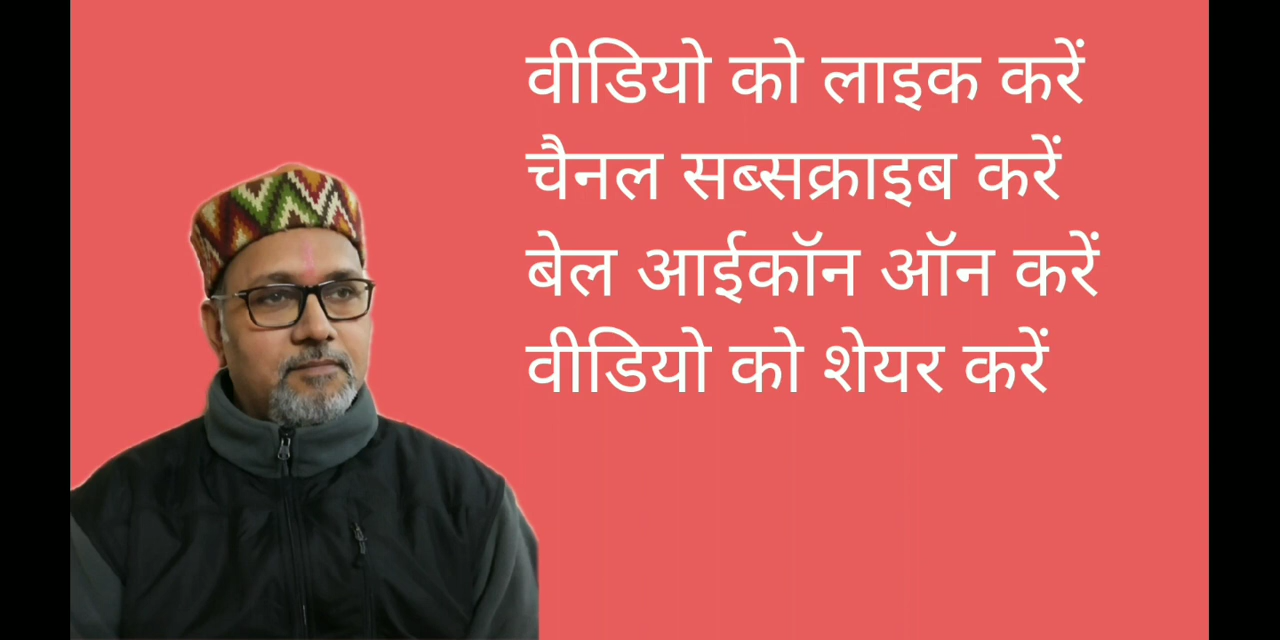 वीडियो को लाइक करें
चैनल सब्सक्राइब करें
बेल आईकॉन ऑन करें
वीडियो को शेयर करें